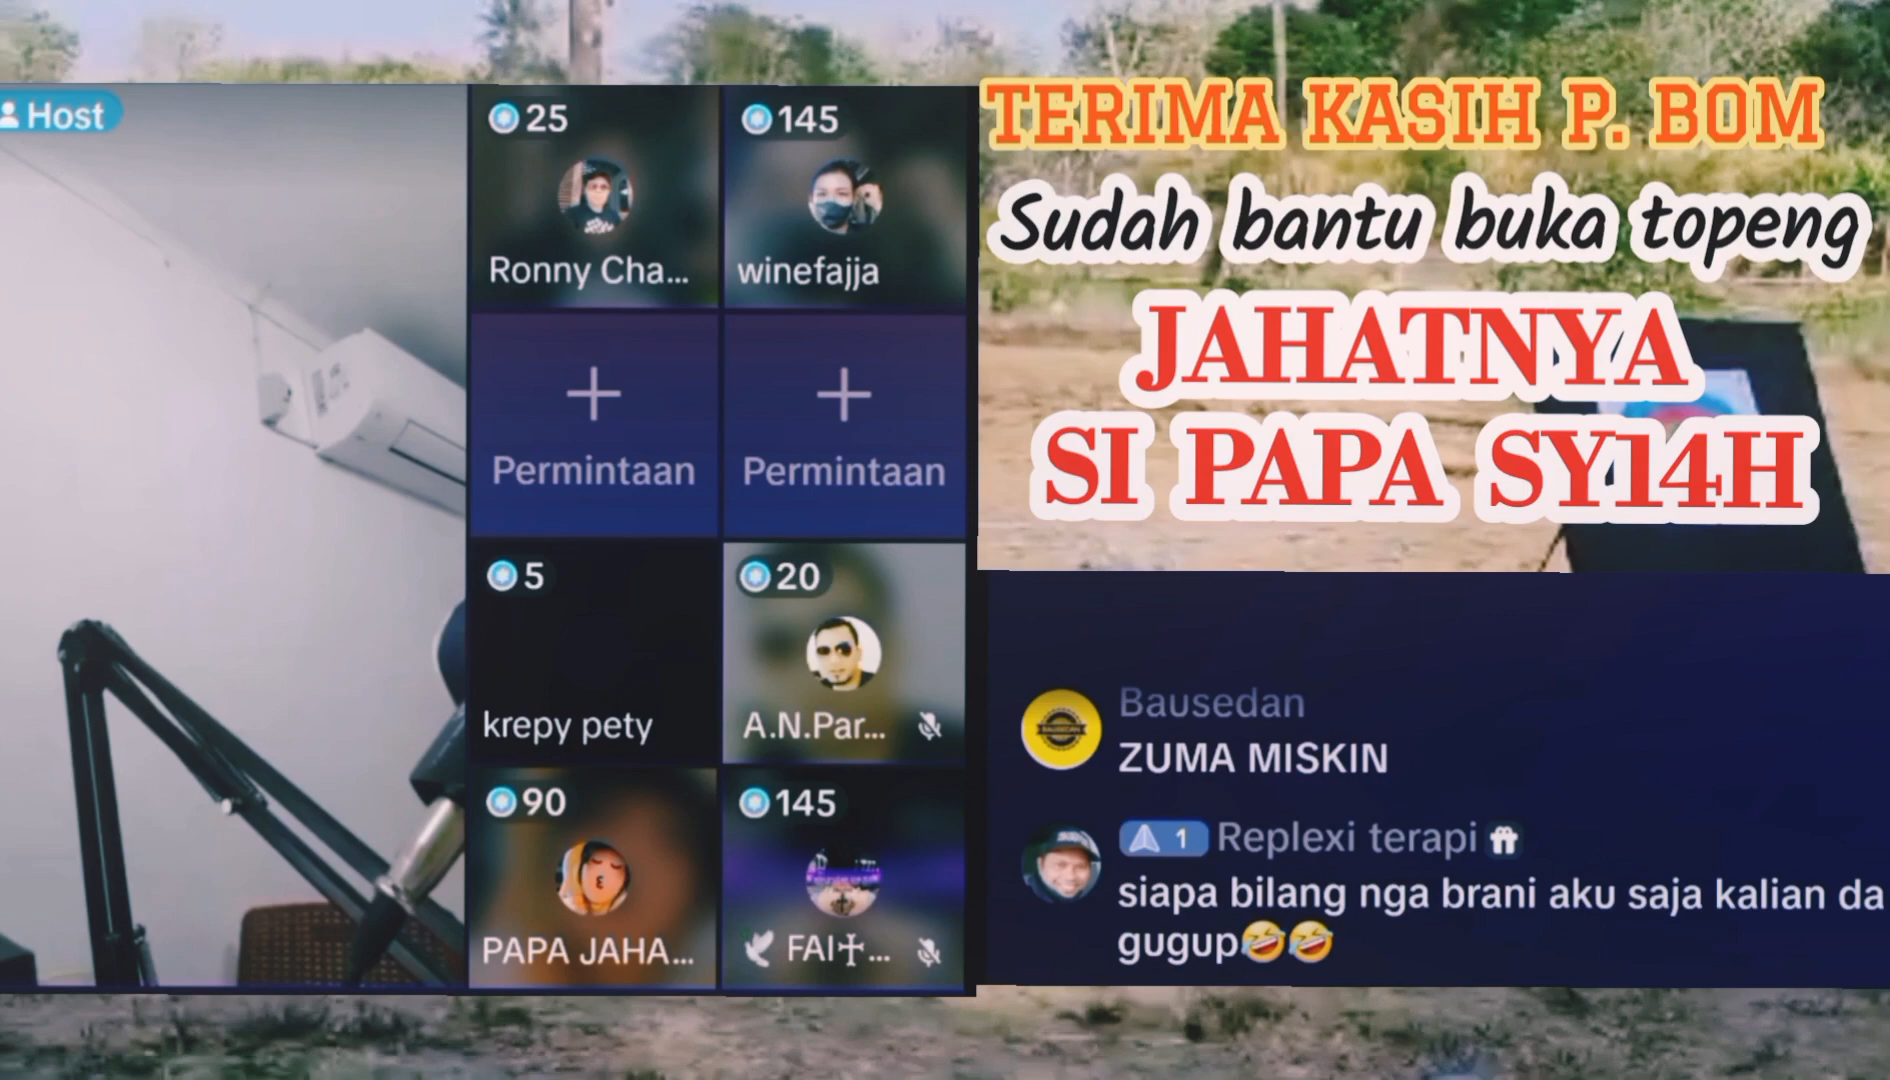 Host
25
Ronny Cha...
145
winefajja
Permintaan
Permintaan
5
krepy pety
20
A.N.Par...
90
PAPA JAHA...
145
FAI✝...
TERIMA KASIH P. BOM
Sudah bantu buka topeng
JAHATNYA
SI PAPA SY14H
Bausedan
ZUMA MISKIN
1 Replexi terapi
siapa bilang nga brani aku saja kalian da
gugup🤣🤣